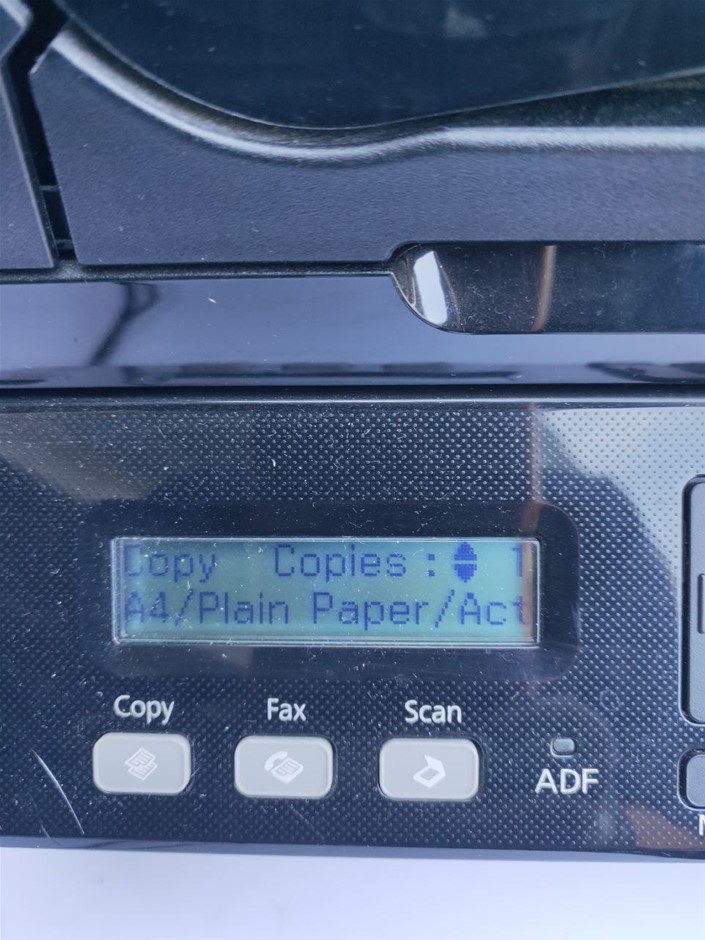 Copy Copies : 1
A4/Plain Paper/Act
Copy Fax Scan
ADF